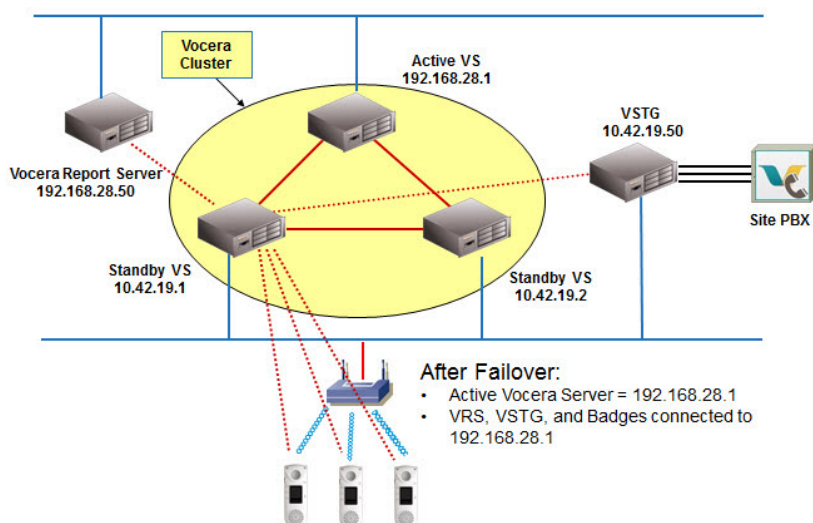 Vocera
Cluster
Active VS
192.168.28.1
VSTG
10.42.19.50
Vocera Report Server
192.168.28.50
Site PBX
Standby VS
10.42.19.1
Standby VS
10.42.19.2
After Failover:
• Active Vocera Server = 192.168.28.1
• VRS, VSTG, and Badges connected to
192.168.28.1